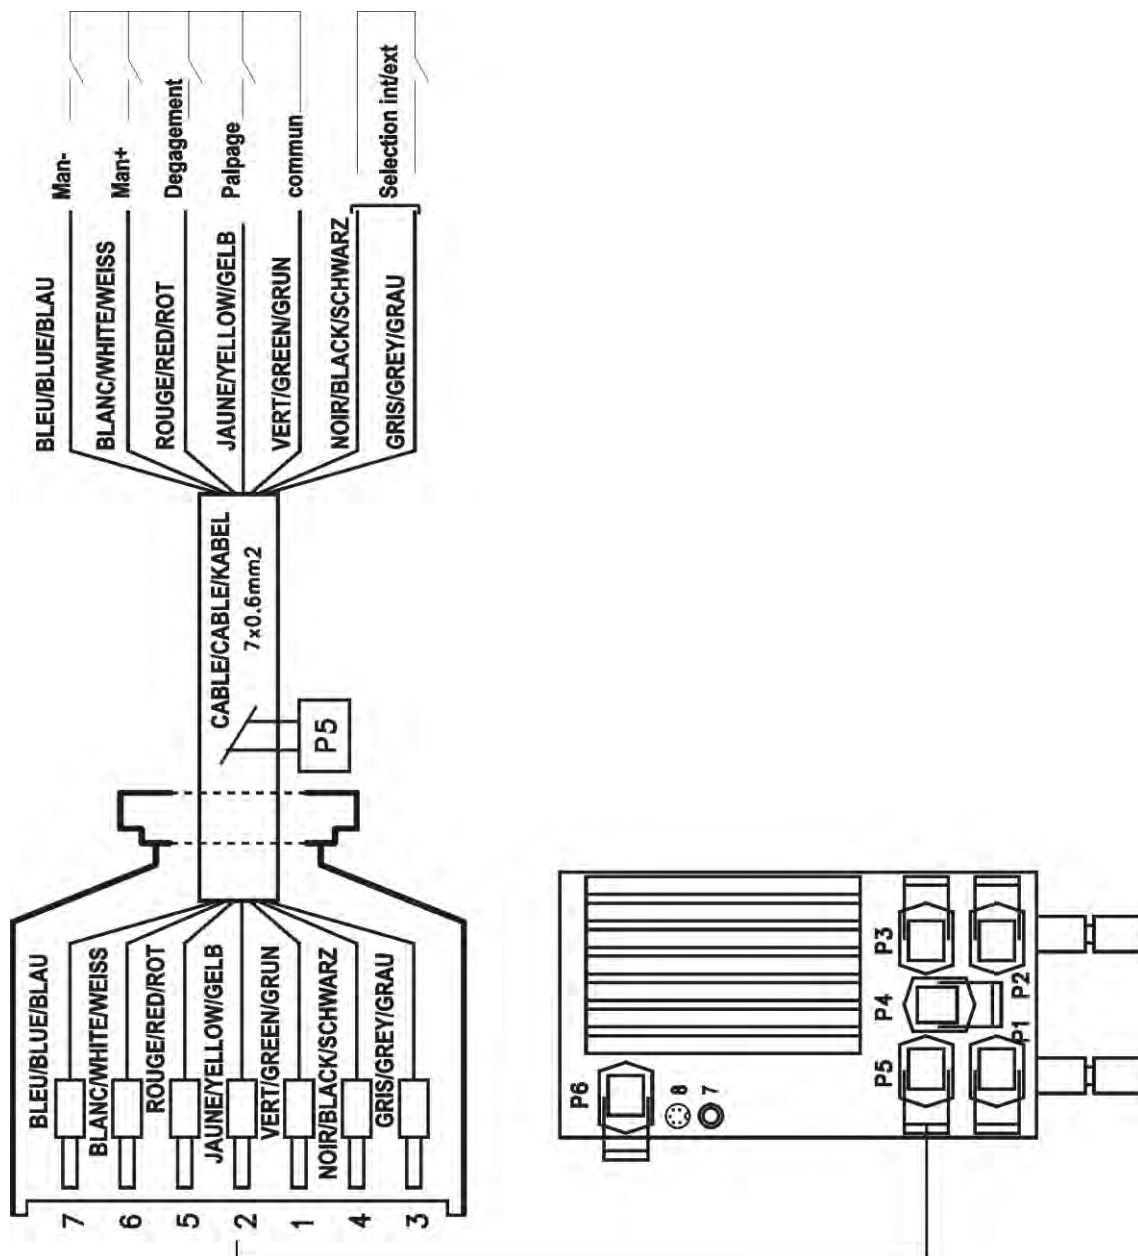 Man-
Man+
Degagement
Palpage
commun
Selection int/ext
BLEU/BLUE/BLAU
BLANC/WHITE/WEISS
ROUGE/RED/ROT
JAUNE/YELLOW/GELB
VERT/GREEN/GRUN
NOIR/BLACK/SCHWARZ
GRIS/GREY/GRAU
CABLE/CABLE/KABEL
7x0.6mm2
P5
BLEU/BLUE/BLAU
BLANC/WHITE/WEISS
ROUGE/RED/ROT
JAUNE/YELLOW/GELB
VERT/GREEN/GRUN
NOIR/BLACK/SCHWARZ
GRIS/GREY/GRAU
7
6
5
2
1
4
3
P3
P4
P2
P1
P5
P6
8
7